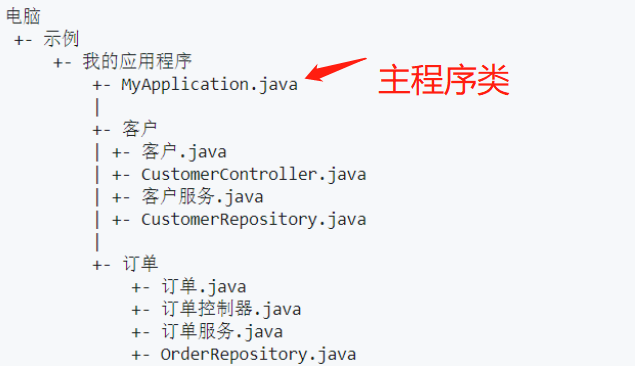 电脑
+- 示例
+- 我的应用程序
+- MyApplication.java
主程序类
|
+- 客户
| +- 客户.java
| +- CustomerController.java
| +- 客户服务.java
| +- CustomerRepository.java
|
+- 订单
+- 订单.java
+- 订单控制器.java
+- 订单服务.java
+- OrderRepository.java